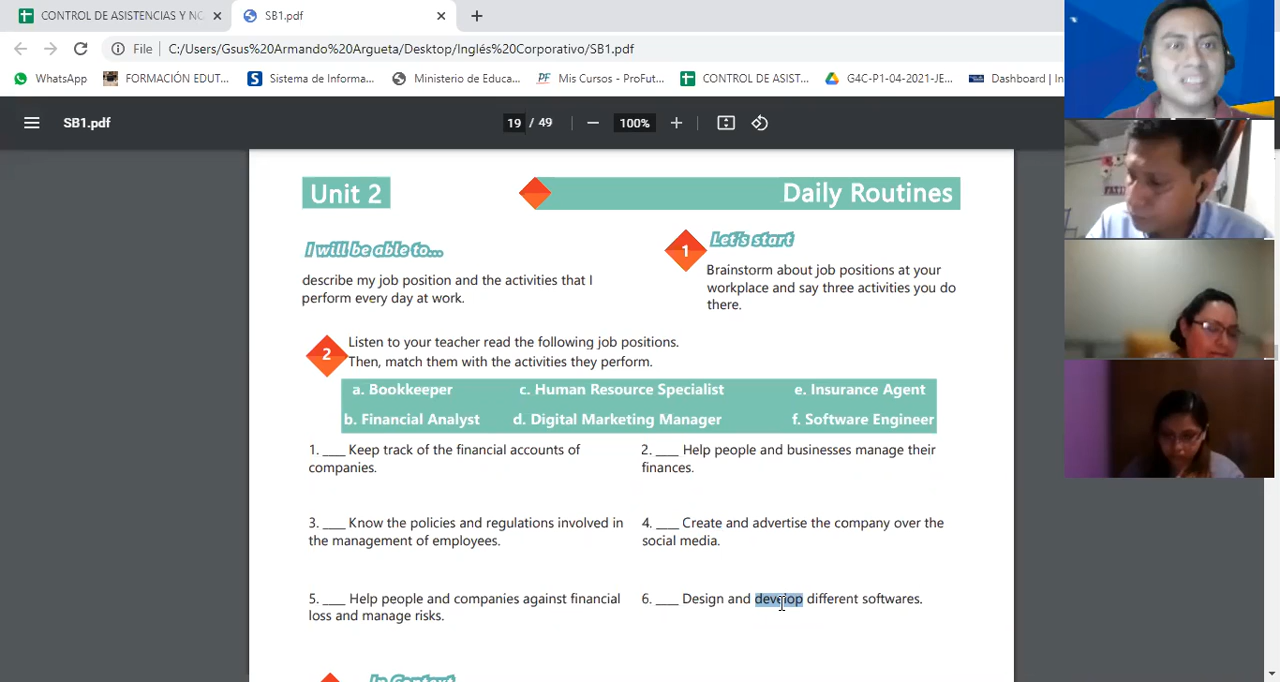 CONTROL DE ASISTENCIAS Y NO
SB1.pdf
File
C:/Users/Gsus%20Armando%20Argueta/Desktop/Inglés%20Corporativo/SB1.pdf
WhatsApp
FORMACIÓN EDUT...
Sistema de Informa...
Ministerio de Educa...
Mis Cursos - ProFut...
CONTROL DE ASIST...
G4C-P1-04-2021-JE...
Dashboard | In
SB1.pdf
19 / 49
100%
Unit 2
Daily Routines
I will be able to...
describe my job position and the activities that I
perform every day at work.
1
Let's start
Brainstorm about job positions at your
workplace and say three activities you do
there.
2
Listen to your teacher read the following job positions.
Then, match them with the activities they perform.
a. Bookkeeper c. Human Resource Specialist e. Insurance Agent
b. Financial Analyst d. Digital Marketing Manager f. Software Engineer
1. ___ Keep track of the financial accounts of
companies.
2. ___ Help people and businesses manage their
finances.
3. ___ Know the policies and regulations involved in
the management of employees.
4. ___ Create and advertise the company over the
social media.
5. ___ Help people and companies against financial
loss and manage risks.
6. ___ Design and develop different softwares.
In Context